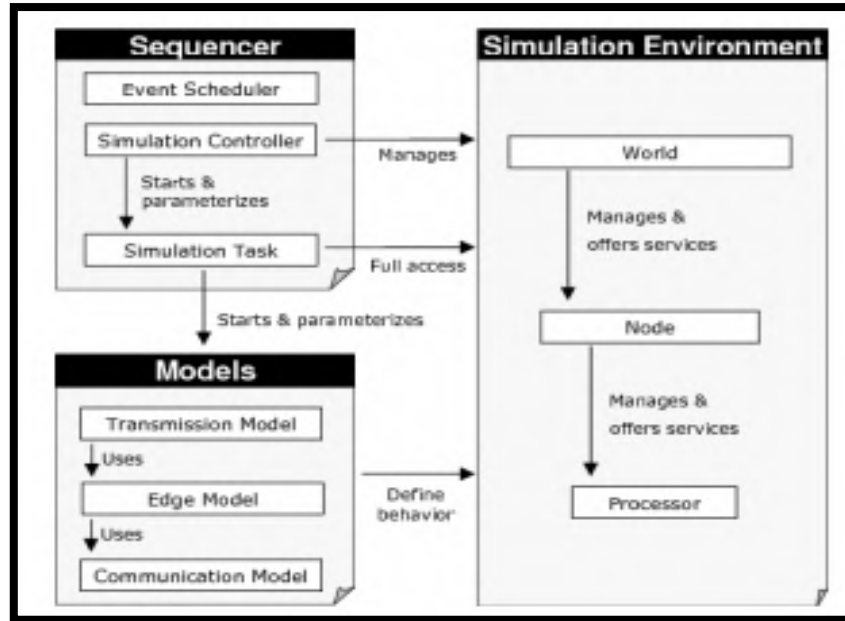 Sequencer
Event Scheduler
Simulation Controller
Starts &
parameterizes
Simulation Task
Manages
Full access
Starts & parameterizes
Models
Transmission Model
Uses
Edge Model
Uses
Communication Model
Define
behavior
Simulation Environment
World
Manages &
offers services
Node
Manages &
offers services
Processor